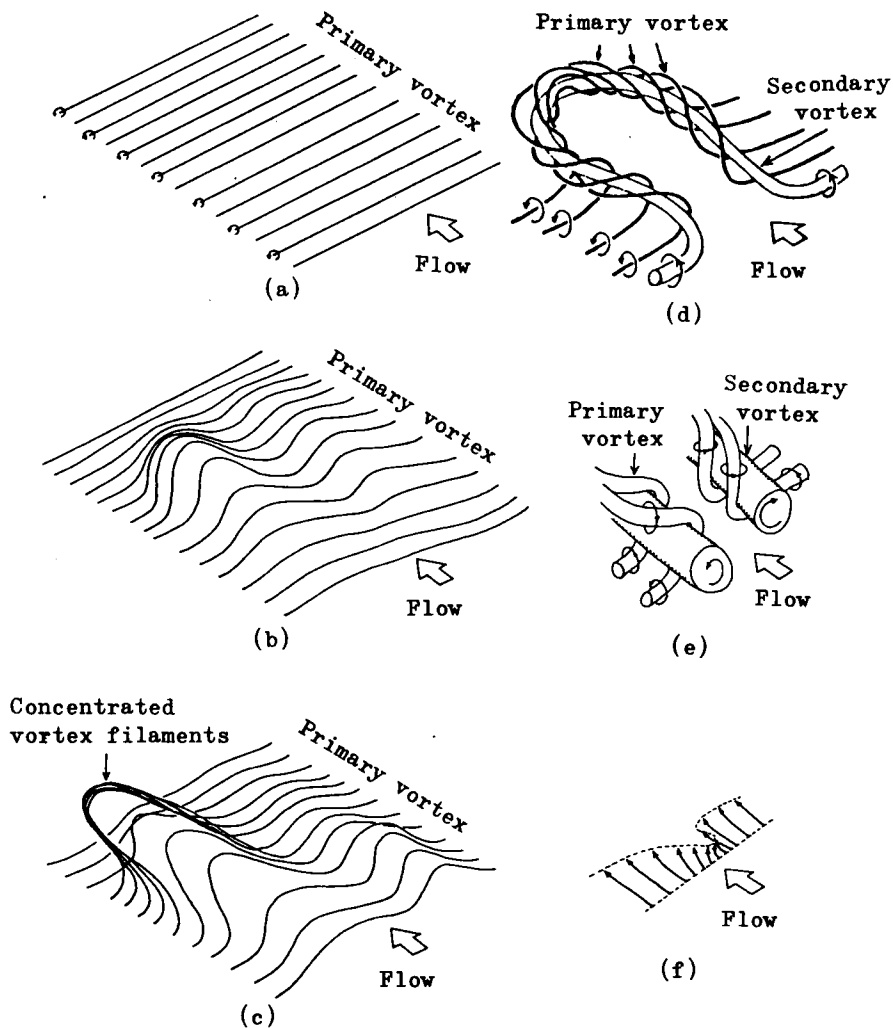 Primary vortex
Flow
(a)
Primary vortex
Secondary
vortex
Flow
(d)
Primary vortex
Flow
(b)
Primary
vortex
Secondary
vortex
Flow
(e)
Concentrated
vortex filaments
Primary vortex
Flow
(c)
Flow
(f)